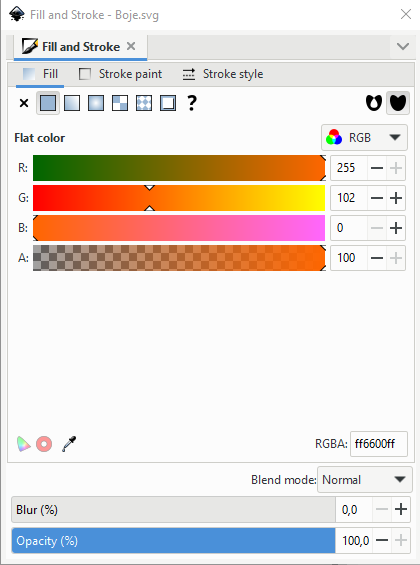 Fill and Stroke - Boje.svg
Fill and Stroke
Fill Stroke paint Stroke style
?
Flat color RGB
R: 255
G: 102
B: 0
A: 100
RGBA: ff6600ff
Blend mode: Normal
Blur (%) 0,0
Opacity (%) 100,0